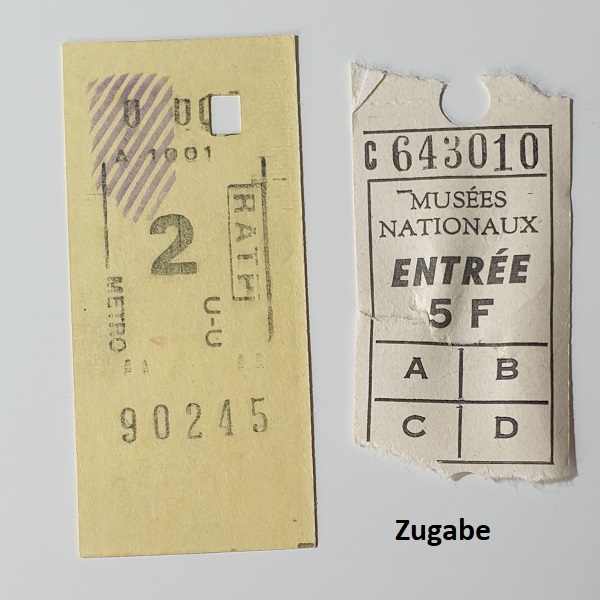 A 1001
2
RATP
METRO
C-U
90245
C 643010
MUSÉES
NATIONAUX
ENTRÉE
5 F
A B
C D
Zugabe